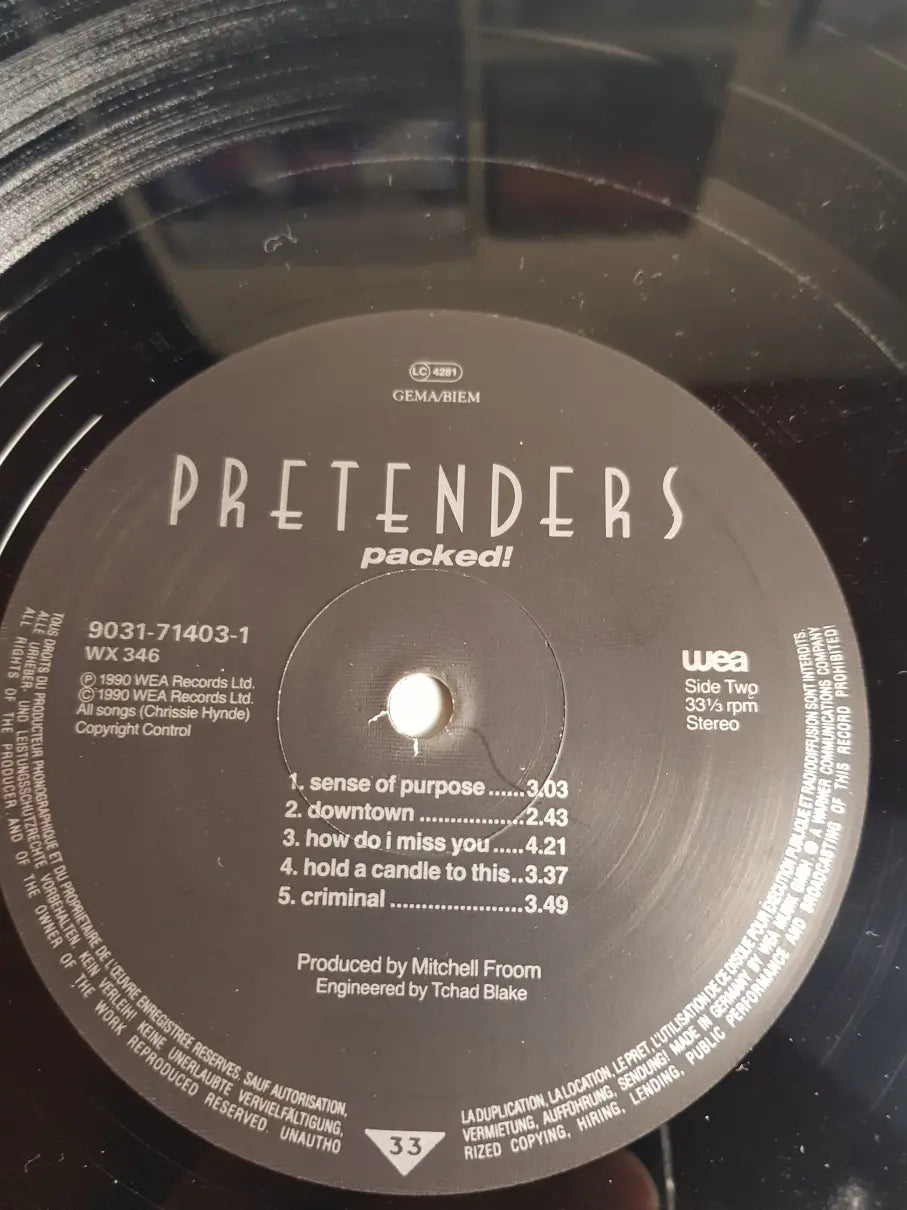 LC 4281
GEMA/BIEM
PRETENDERS
packed!
9031-71403-1
WX 346
℗ 1990 WEA Records Ltd.
© 1990 WEA Records Ltd.
All songs (Chrissie Hynde)
Copyright Control
wea
Side Two
33⅓ rpm
Stereo
1. sense of purpose ......3.03
2. downtown ..................2.43
3. how do i miss you.....4.21
4. hold a candle to this..3.37
5. criminal ......................3.49
Produced by Mitchell Froom
Engineered by Tchad Blake
TOUS DROITS DU PRODUCTEUR PHONOGRAPHIQUE ET DU PROPRIETAIRE DE L'ŒUVRE ENREGISTREE RESERVES. SAUF AUTORISATION,
LA DUPLICATION, LA LOCATION, LE PRET, L'UTILISATION DE CE DISQUE POUR EXECUTION PUBLIQUE ET RADIODIFFUSION SONT INTERDITS.
ALLE URHEBER- UND LEISTUNGSSCHUTZRECHTE VORBEHALTEN. KEIN VERLEIH! KEINE UNERLAUBTE VERVIELFÄLTIGUNG,
VERMIETUNG, AUFFÜHRUNG, SENDUNG! MADE IN GERMANY BY WEA MUSIK GMBH. A WARNER COMMUNICATIONS COMPANY
ALL RIGHTS OF THE PRODUCER AND OF THE OWNER OF THE WORK REPRODUCED RESERVED. UNAUTHO
RIZED COPYING, HIRING, LENDING, PUBLIC PERFORMANCE AND BROADCASTING OF THIS RECORD PROHIBITED!
33